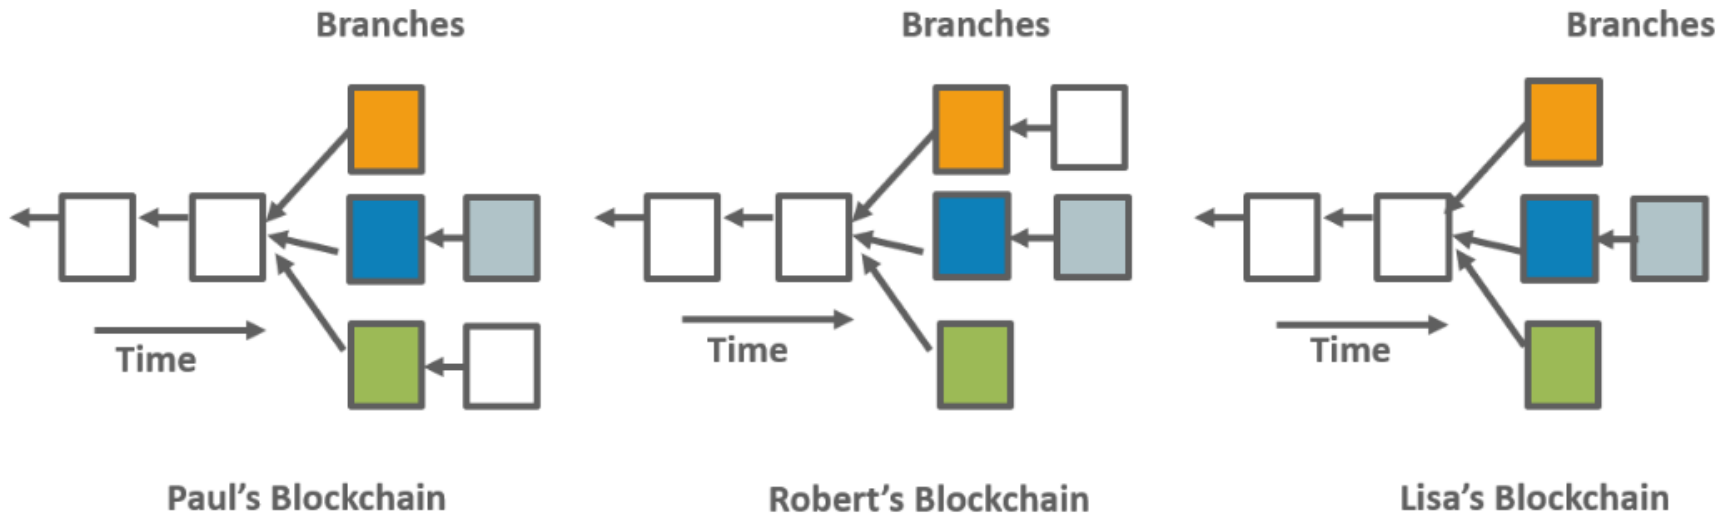 Branches
Branches
Branches
Time
Time
Time
Paul's Blockchain
Robert's Blockchain
Lisa's Blockchain